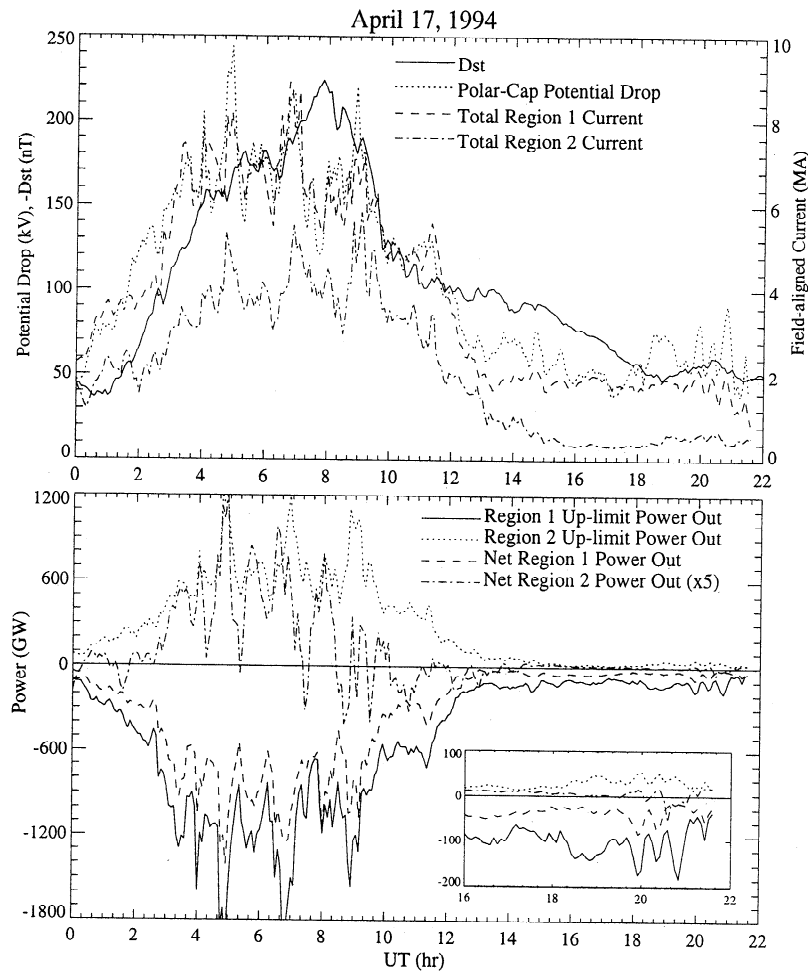 April 17, 1994
250
200
150
100
50
0
Potential Drop (kV), -Dst (nT)
10
8
6
4
2
0
Field-aligned Current (MA)
Dst
Polar-Cap Potential Drop
Total Region 1 Current
Total Region 2 Current
0 2 4 6 8 10 12 14 16 18 20 22
1200
600
0
-600
-1200
-1800
Power (GW)
Region 1 Up-limit Power Out
Region 2 Up-limit Power Out
Net Region 1 Power Out
Net Region 2 Power Out (x5)
100
0
-100
-200
16 18 20 22
0 2 4 6 8 10 12 14 16 18 20 22
UT (hr)